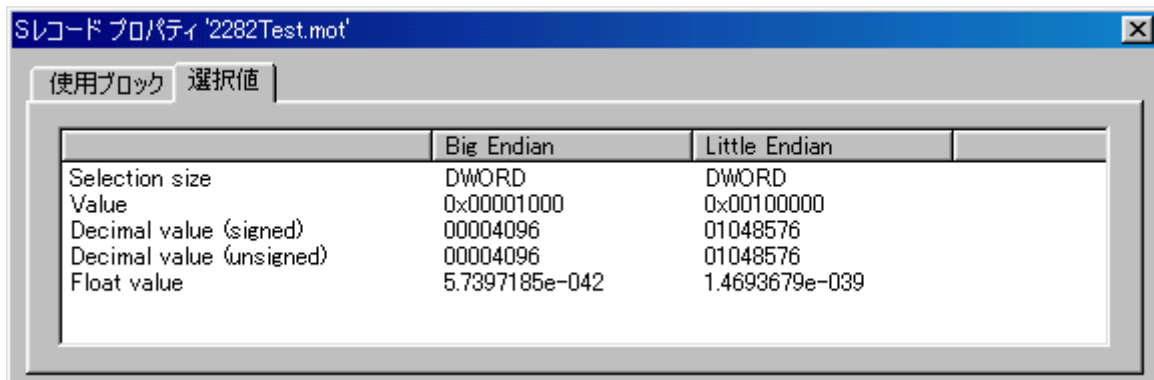 Sレコード プロパティ '2282Test.mot'
使用ブロック 選択値
Big Endian Little Endian
Selection size DWORD DWORD
Value 0x00001000 0x00100000
Decimal value (signed) 00004096 01048576
Decimal value (unsigned) 00004096 01048576
Float value 5.7397185e-042 1.4693679e-039